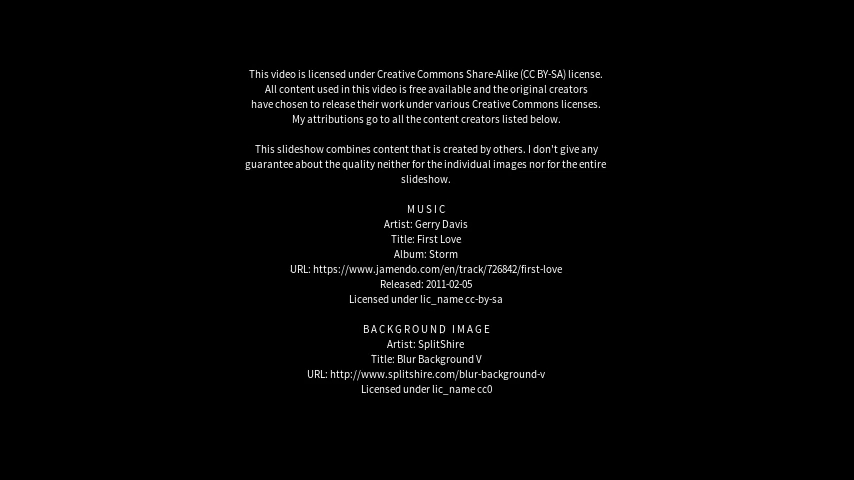 This video is licensed under Creative Commons Share-Alike (CC BY-SA) license.
All content used in this video is free available and the original creators
have chosen to release their work under various Creative Commons licenses.
My attributions go to all the content creators listed below.
This slideshow combines content that is created by others. I don't give any
guarantee about the quality neither for the individual images nor for the entire
slideshow.
MUSIC
Artist: Gerry Davis
Title: First Love
Album: Storm
URL: https://www.jamendo.com/en/track/726842/first-love
Released: 2011-02-05
Licensed under lic_name cc-by-sa
BACKGROUND IMAGE
Artist: SplitShire
Title: Blur Background V
URL: http://www.splitshire.com/blur-background-v
Licensed under lic_name cc0